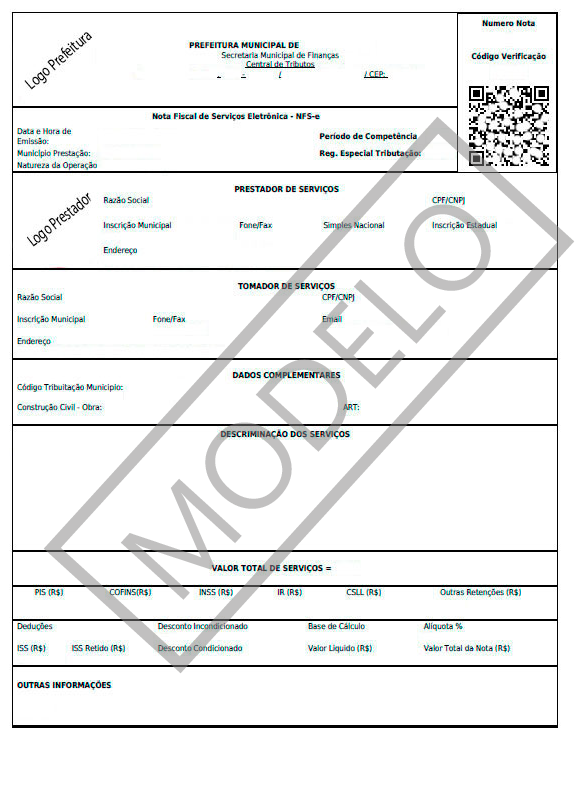 Numero Nota
Logo Prefeitura
PREFEITURA MUNICIPAL DE
Secretaria Municipal de Finanças
Código Verificação
Central de Tributos
. - / / CEP:
Nota Fiscal de Serviços Eletrônica - NFS-e
Data e Hora de
Emissão:
Período de Competência
Município Prestação:
Reg. Especial Tributação:
Natureza da Operação
PRESTADOR DE SERVIÇOS
Logo Prestador
Razão Social CPF/CNPJ
Inscrição Municipal Fone/Fax Simples Nacional Inscrição Estadual
Endereço
TOMADOR DE SERVIÇOS
Razão Social CPF/CNPJ
Inscrição Municipal Fone/Fax Email
Endereço
MODELO
DADOS COMPLEMENTARES
Código Tribuitação Municipio:
Construção Civil - Obra: ART:
DESCRIMINAÇÃO DOS SERVIÇOS
VALOR TOTAL DE SERVIÇOS =
PIS (R$) COFINS(R$) INSS (R$) IR (R$) CSLL (R$) Outras Retenções (R$)
Deduções Desconto Incondicionado Base de Cálculo Alíquota %
ISS (R$) ISS Retido (R$) Desconto Condicionado Valor Líquido (R$) Valor Total da Nota (R$)
OUTRAS INFORMAÇÕES